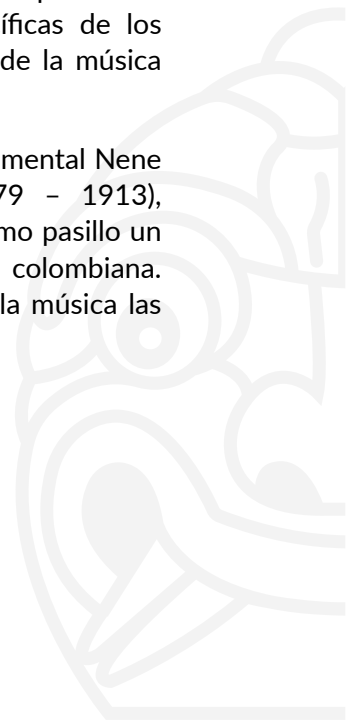 íficas de los
de la música
mental Nene
79 – 1913),
mo pasillo un
colombiana.
la música las